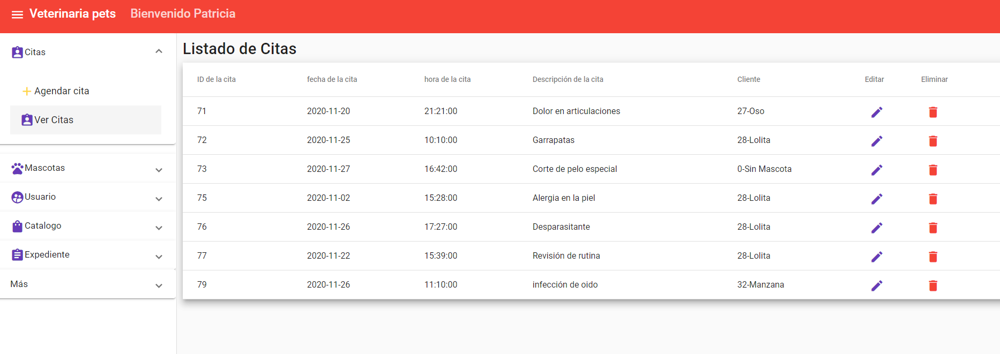 Veterinaria pets Bienvenido Patricia
Citas
Agendar cita
Ver Citas
Mascotas
Usuario
Catalogo
Expediente
Más
Listado de Citas
ID de la cita fecha de la cita hora de la cita Descripción de la cita Cliente Editar Eliminar
71 2020-11-20 21:21:00 Dolor en articulaciones 27-Oso
72 2020-11-25 10:10:00 Garrapatas 28-Lolita
73 2020-11-27 16:42:00 Corte de pelo especial 0-Sin Mascota
75 2020-11-02 15:28:00 Alergia en la piel 28-Lolita
76 2020-11-26 17:27:00 Desparasitante 28-Lolita
77 2020-11-22 15:39:00 Revisión de rutina 28-Lolita
79 2020-11-26 11:10:00 infección de oido 32-Manzana